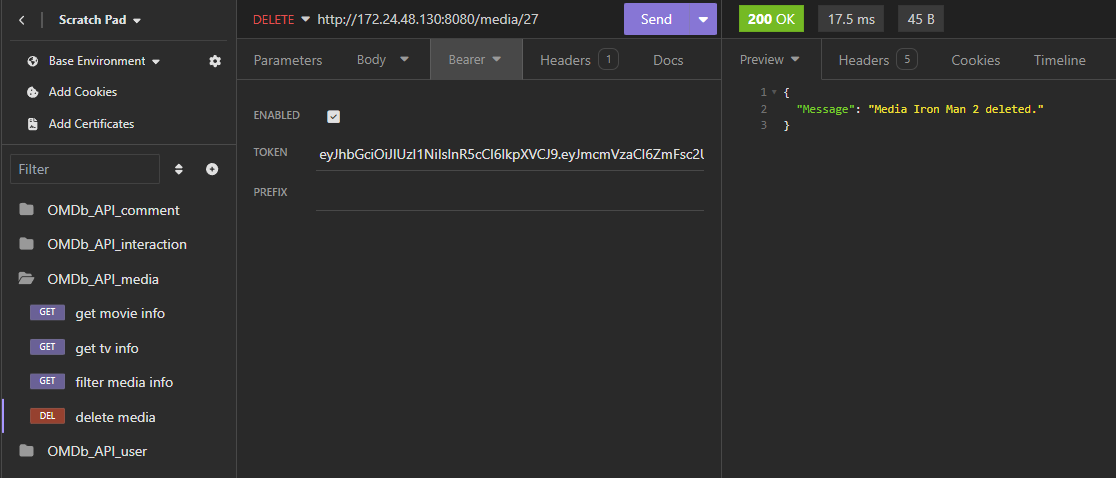 Scratch Pad
Base Environment
Add Cookies
Add Certificates
Filter
OMDb_API_comment
OMDb_API_interaction
OMDb_API_media
GET get movie info
GET get tv info
GET filter media info
DEL delete media
OMDb_API_user
DELETE http://172.24.48.130:8080/media/27 Send
Parameters Body Bearer Headers 1 Docs
ENABLED
TOKEN eyJhbGciOiJIUzI1NiIsInR5cCI6IkpXVCJ9.eyJmcmVzaCI6ZmFsc2U
PREFIX
200 OK 17.5 ms 45 B
Preview Headers 5 Cookies Timeline
1 {
2 "Message": "Media Iron Man 2 deleted."
3 }